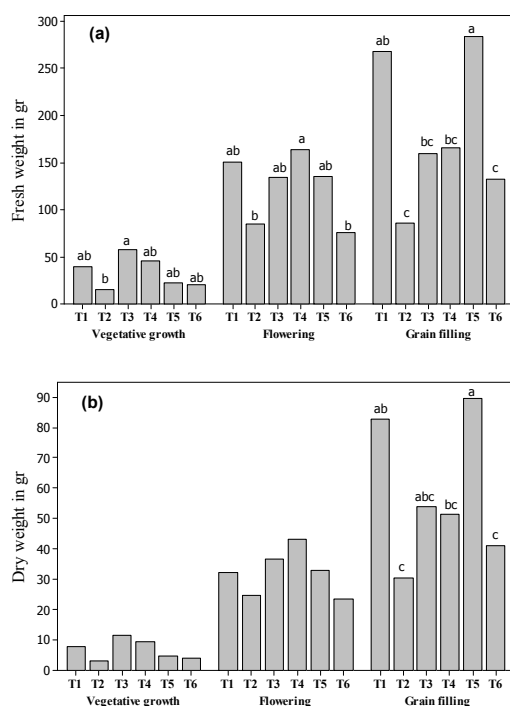 (a)
Fresh weight in gr
300
250
200
150
100
50
0
ab b a ab ab ab
ab b ab a ab b
ab c bc bc a c
T1 T2 T3 T4 T5 T6 T1 T2 T3 T4 T5 T6 T1 T2 T3 T4 T5 T6
Vegetative growth Flowering Grain filling
(b)
Dry weight in gr
90
80
70
60
50
40
30
20
10
0
ab c abc bc a c
T1 T2 T3 T4 T5 T6 T1 T2 T3 T4 T5 T6 T1 T2 T3 T4 T5 T6
Vegetative growth Flowering Grain filling